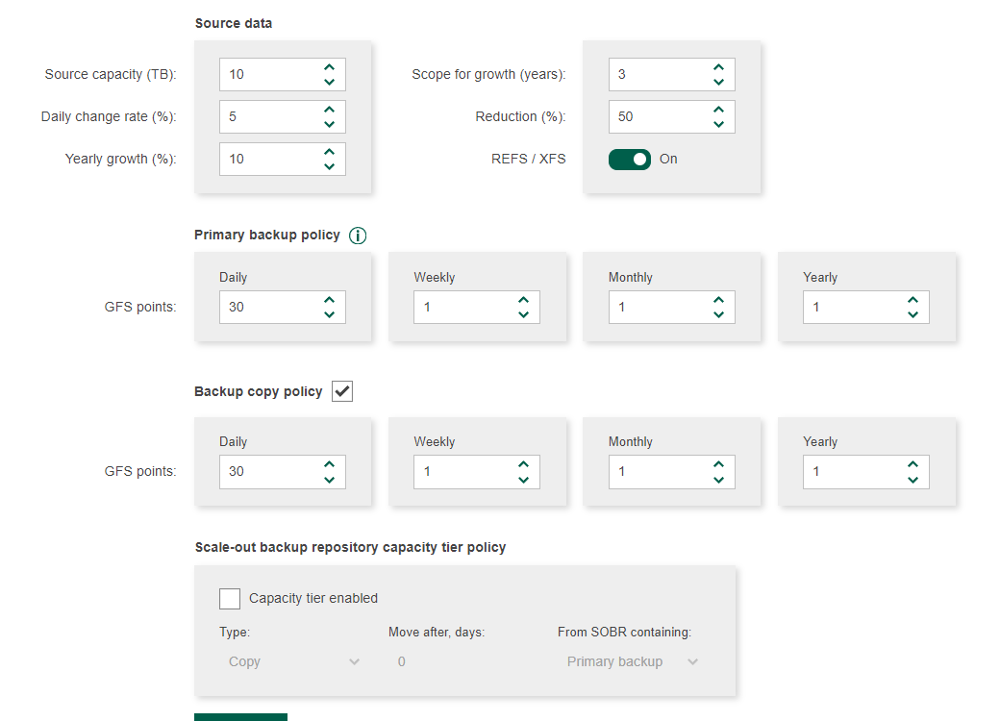 Source data
Source capacity (TB): 10 Scope for growth (years): 3
Daily change rate (%): 5 Reduction (%): 50
Yearly growth (%): 10 REFS / XFS On
Primary backup policy i
Daily Weekly Monthly Yearly
GFS points: 30 1 1 1
Backup copy policy
Daily Weekly Monthly Yearly
GFS points: 30 1 1 1
Scale-out backup repository capacity tier policy
Capacity tier enabled
Type: Move after, days: From SOBR containing:
Copy 0 Primary backup